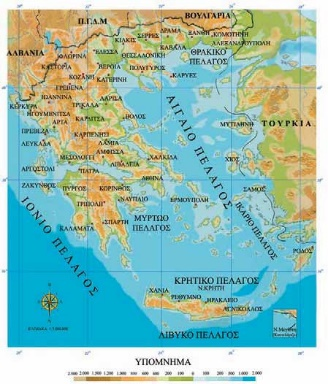 ΒΟΥΛΓΑΡΙΑ
Π.Γ.Δ.Μ
ΑΛΒΑΝΙΑ
ΔΡΑΜΑ
ΞΑΝΘΗ
ΚΟΜΟΤΗΝΗ
ΣΕΡΡΕΣ
ΚΙΛΚΙΣ
ΑΛΕΞΑΝΔΡΟΥΠΟΛΗ
ΚΑΒΑΛΑ
ΕΔΕΣΣΑ
ΦΛΩΡΙΝΑ
ΘΕΣΣΑΛΟΝΙΚΗ
ΘΡΑΚΙΚΟ
ΠΕΛΑΓΟΣ
ΚΑΣΤΟΡΙΑ
ΒΕΡΟΙΑ
ΠΟΛΥΓΥΡΟΣ
ΚΟΖΑΝΗ
ΚΑΤΕΡΙΝΗ
ΚΑΡΥΕΣ
ΓΡΕΒΕΝΑ
ΙΩΑΝΝΙΝΑ
ΛΑΡΙΣΑ
ΚΕΡΚΥΡΑ
ΤΡΙΚΑΛΑ
ΗΓΟΥΜΕΝΙΤΣΑ
ΑΡΤΑ
ΚΑΡΔΙΤΣΑ
ΒΟΛΟΣ
ΑΙΓΑΙΟ ΠΕΛΑΓΟΣ
ΜΥΤΙΛΗΝΗ
ΤΟΥΡΚΙΑ
ΠΡΕΒΕΖΑ
ΚΑΡΠΕΝΗΣΙ
ΛΕΥΚΑΔΑ
ΛΑΜΙΑ
ΑΜΦΙΣΣΑ
ΜΕΣΟΛΟΓΓΙ
ΧΑΛΚΙΔΑ
ΧΙΟΣ
ΛΙΒΑΔΕΙΑ
ΑΡΓΟΣΤΟΛΙ
ΠΑΤΡΑ
ΑΘΗΝΑ
ΖΑΚΥΝΘΟΣ
ΠΥΡΓΟΣ
ΚΟΡΙΝΘΟΣ
ΣΑΜΟΣ
ΝΑΥΠΛΙΟ
ΕΡΜΟΥΠΟΛΗ
ΤΡΙΠΟΛΗ
ΙΚΑΡΙΟ ΠΕΛΑΓΟΣ
ΙΟΝΙΟ ΠΕΛΑΓΟΣ
ΣΠΑΡΤΗ
ΜΥΡΤΩΟ
ΠΕΛΑΓΟΣ
ΚΑΛΑΜΑΤΑ
ΡΟΔΟΣ
ΚΡΗΤΙΚΟ ΠΕΛΑΓΟΣ
Ν.ΚΡΗΤΗ
ΧΑΝΙΑ
ΡΕΘΥΜΝΟ
ΗΡΑΚΛΕΙΟ
ΑΓ.ΝΙΚΟΛΑΟΣ
ΛΙΒΥΚΟ ΠΕΛΑΓΟΣ
ΥΠΟΜΝΗΜΑ